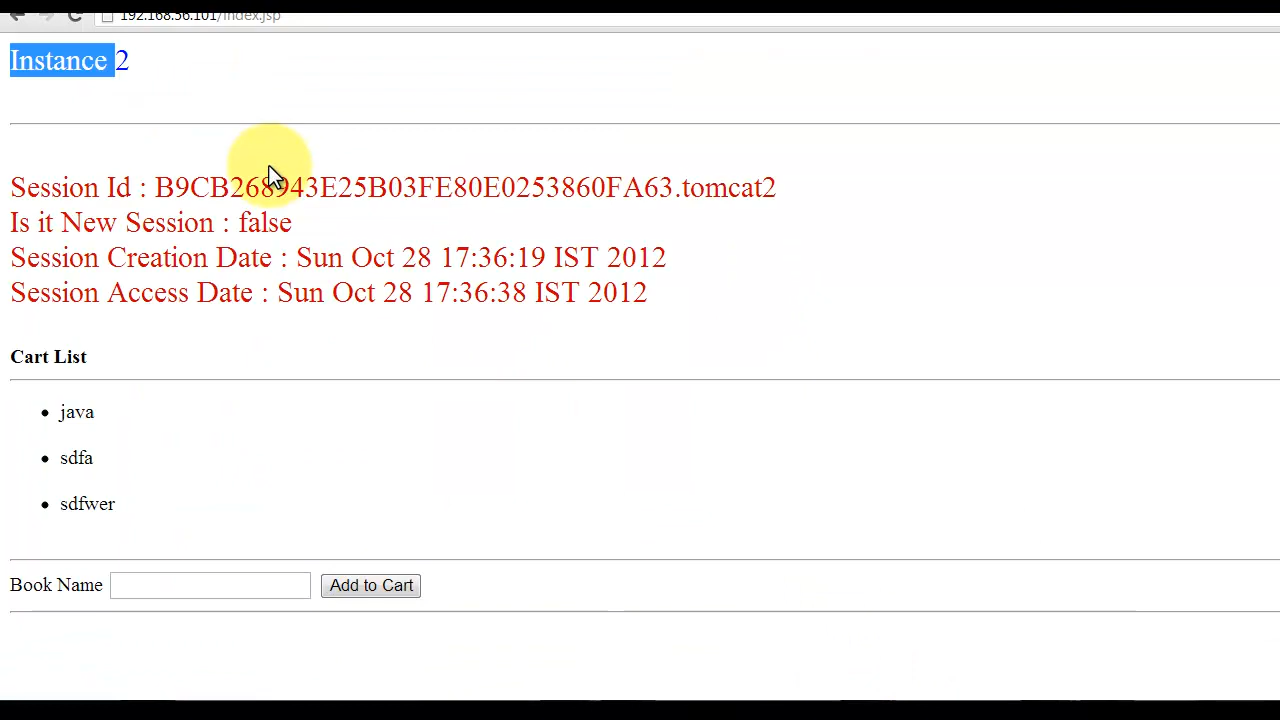 192.168.56.101/index.jsp
Instance 2
Session Id : B9CB268943E25B03FE80E0253860FA63.tomcat2
Is it New Session : false
Session Creation Date : Sun Oct 28 17:36:19 IST 2012
Session Access Date : Sun Oct 28 17:36:38 IST 2012
Cart List
java
sdfa
sdfwer
Book Name Add to Cart